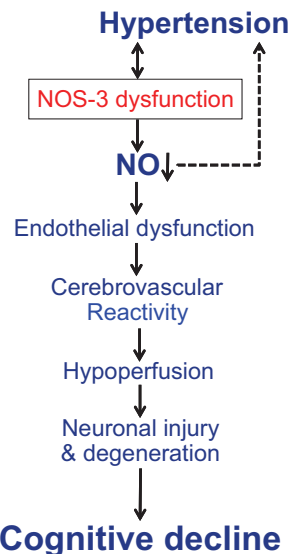 Hypertension
NOS-3 dysfunction
NO
Endothelial dysfunction
Cerebrovascular
Reactivity
Hypoperfusion
Neuronal injury
& degeneration
Cognitive decline